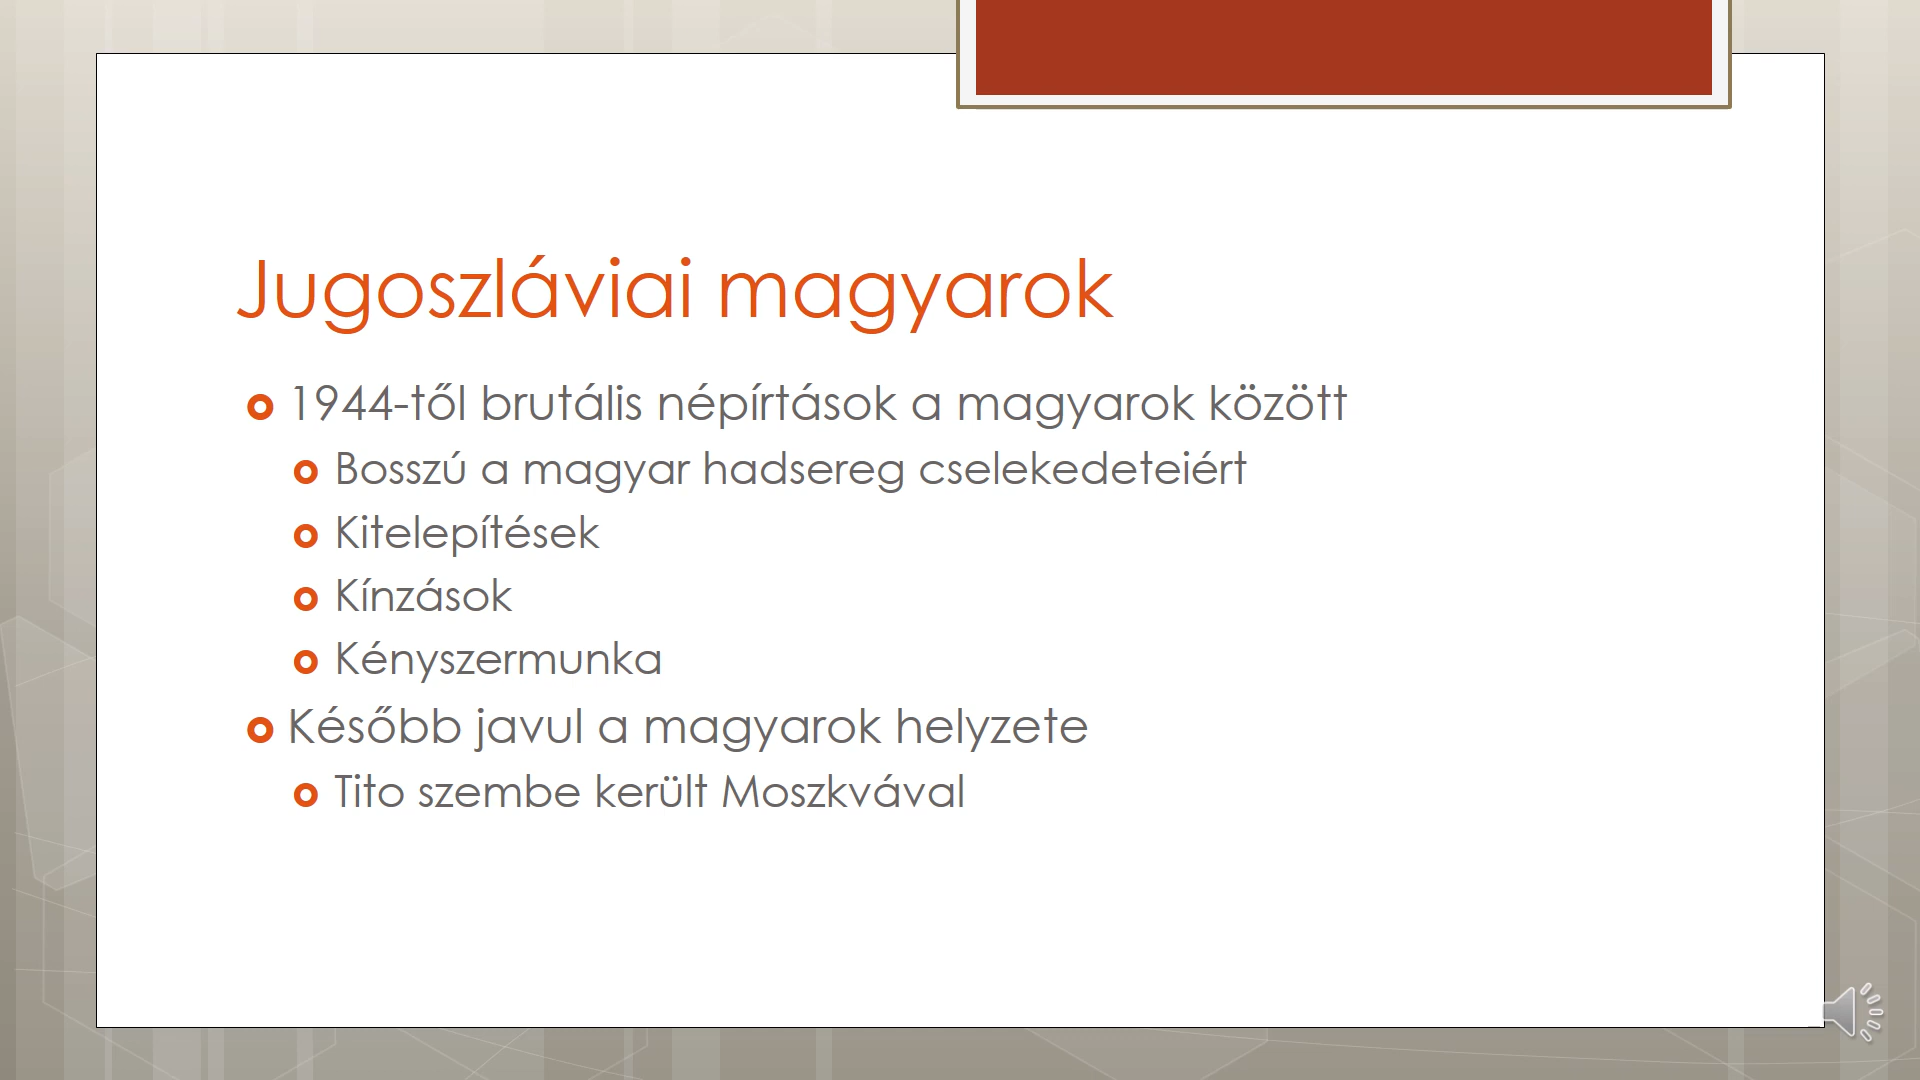 Jugoszláviai magyarok
1944-től brutális népírtások a magyarok között
Bosszú a magyar hadsereg cselekedeteiért
Kitelepítések
Kínzások
Kényszermunka
Később javul a magyarok helyzete
Tito szembe került Moszkvával